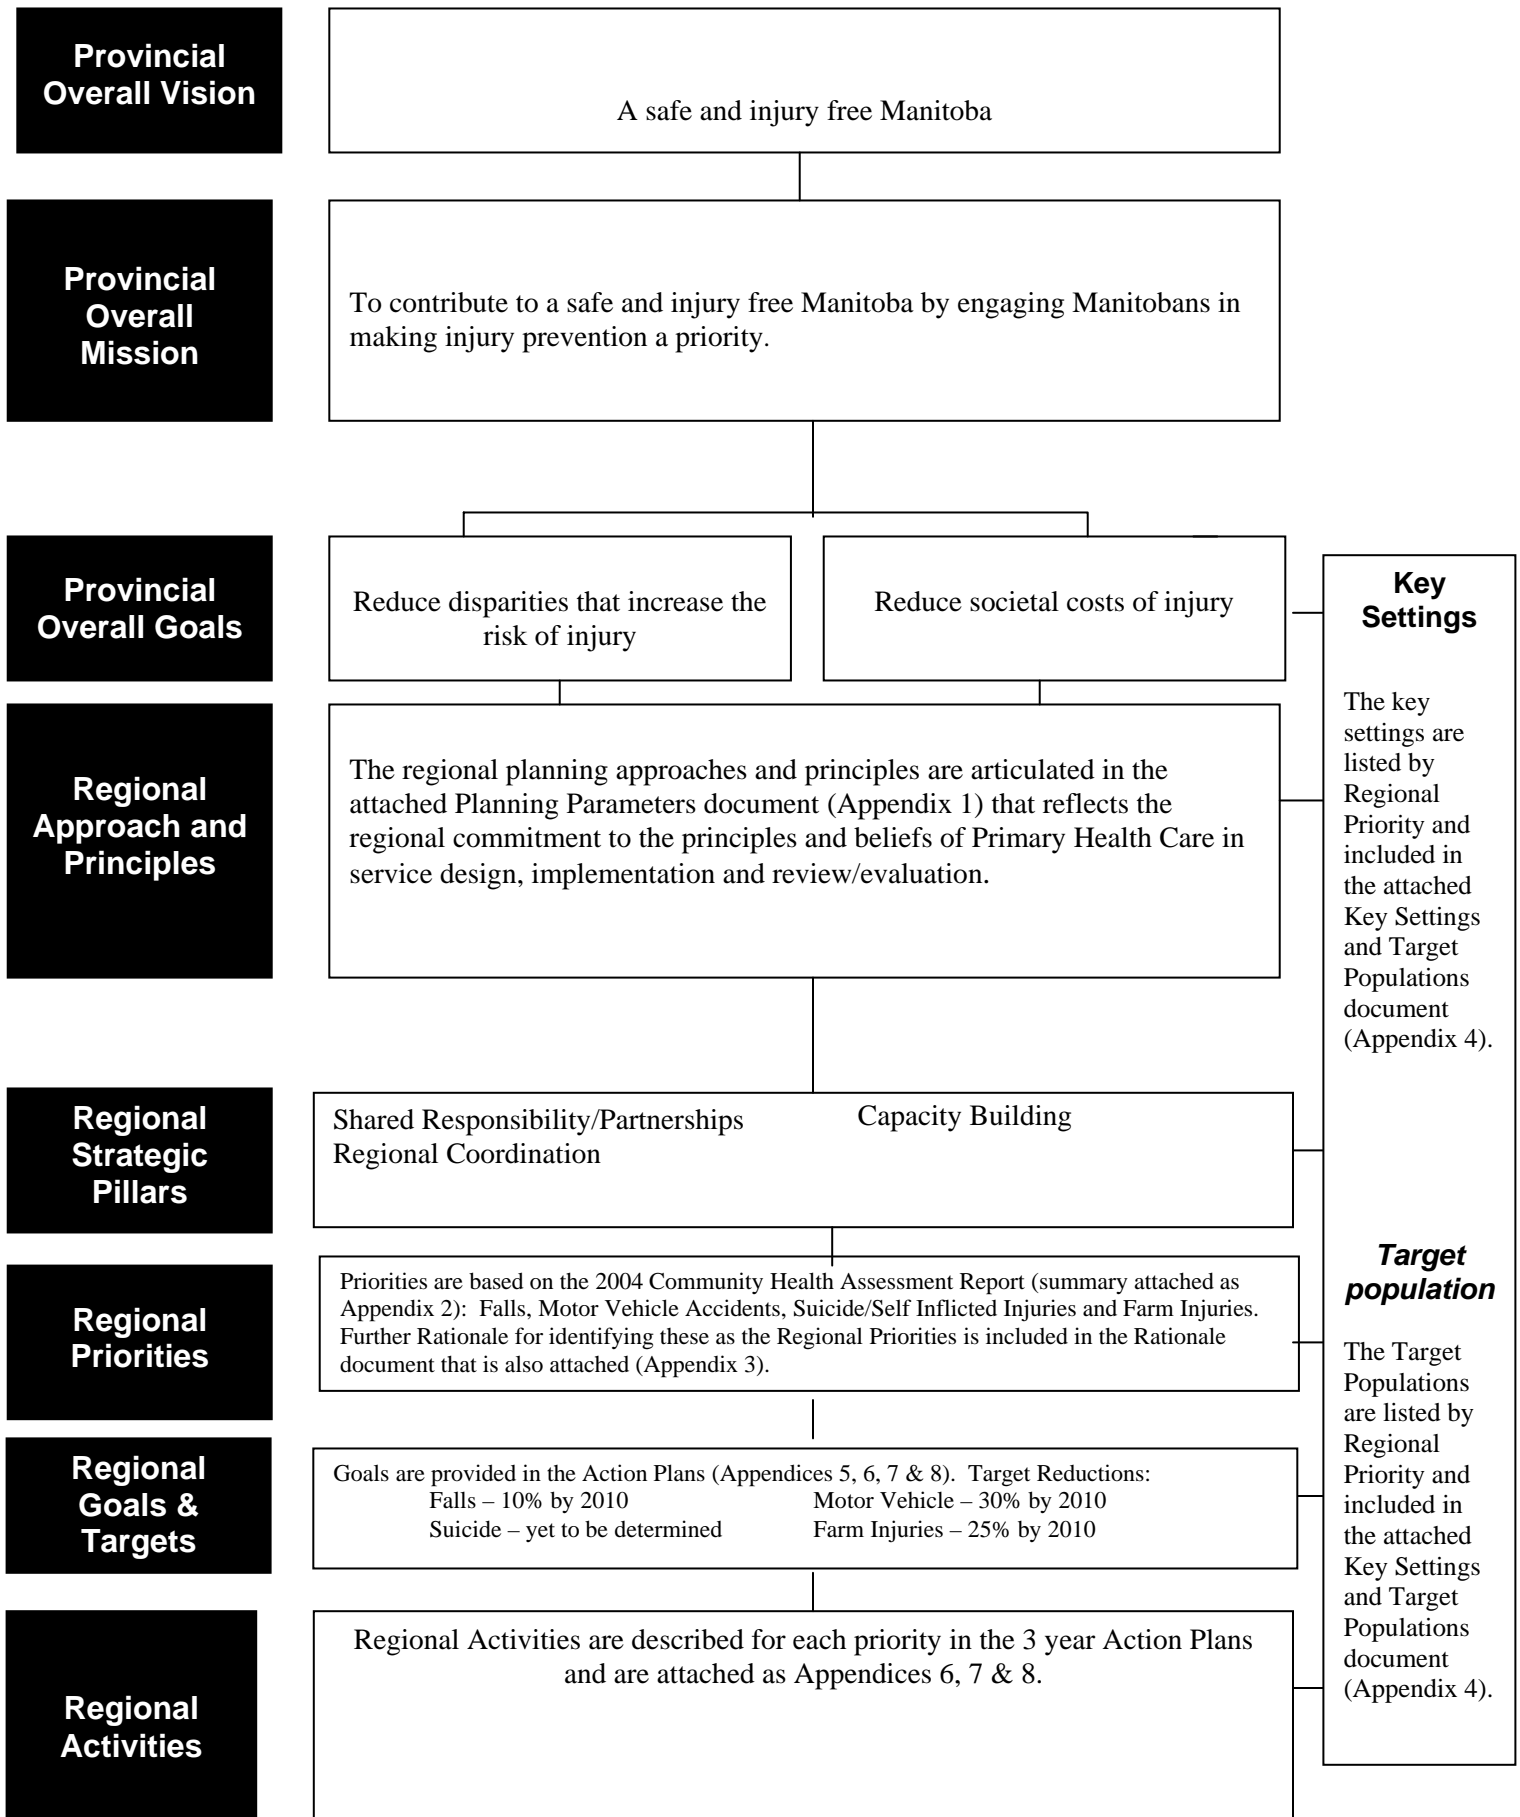 Provincial
Overall Vision
A safe and injury free Manitoba
Provincial
Overall
Mission
To contribute to a safe and injury free Manitoba by engaging Manitobans in
making injury prevention a priority.
Provincial
Overall Goals
Reduce disparities that increase the
risk of injury
Reduce societal costs of injury
Key
Settings
The key
settings are
listed by
Regional
Priority and
included in
the attached
Key Settings
and Target
Populations
document
(Appendix 4).
Regional
Approach and
Principles
The regional planning approaches and principles are articulated in the
attached Planning Parameters document (Appendix 1) that reflects the
regional commitment to the principles and beliefs of Primary Health Care in
service design, implementation and review/evaluation.
Regional
Strategic
Pillars
Shared Responsibility/Partnerships
Capacity Building
Regional Coordination
Target
population
The Target
Populations
are listed by
Regional
Priority and
included in
the attached
Key Settings
and Target
Populations
document
(Appendix 4).
Regional
Priorities
Priorities are based on the 2004 Community Health Assessment Report (summary attached as
Appendix 2):  Falls, Motor Vehicle Accidents, Suicide/Self Inflicted Injuries and Farm Injuries.
Further Rationale for identifying these as the Regional Priorities is included in the Rationale
document that is also attached (Appendix 3).
Regional
Goals &
Targets
Goals are provided in the Action Plans (Appendices 5, 6, 7 & 8).  Target Reductions:
Falls – 10% by 2010 Motor Vehicle – 30% by 2010
Suicide – yet to be determined Farm Injuries – 25% by 2010
Regional
Activities
Regional Activities are described for each priority in the 3 year Action Plans
and are attached as Appendices 6, 7 & 8.